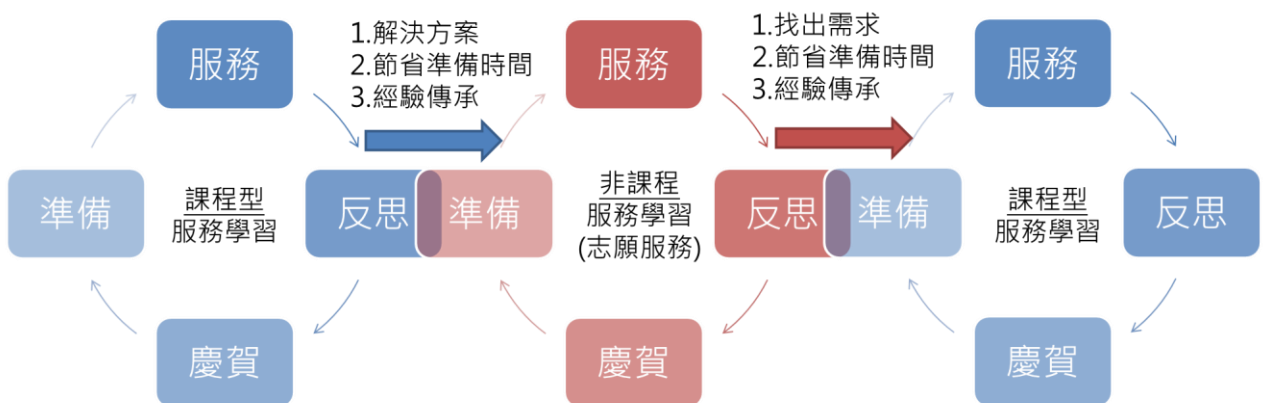 服務
1.解決方案
2.節省準備時間
3.經驗傳承
服務
1.找出需求
2.節省準備時間
3.經驗傳承
服務
準備
課程型
服務學習
反思
準備
非課程
服務學習
(志願服務)
反思
準備
課程型
服務學習
反思
慶賀
慶賀
慶賀